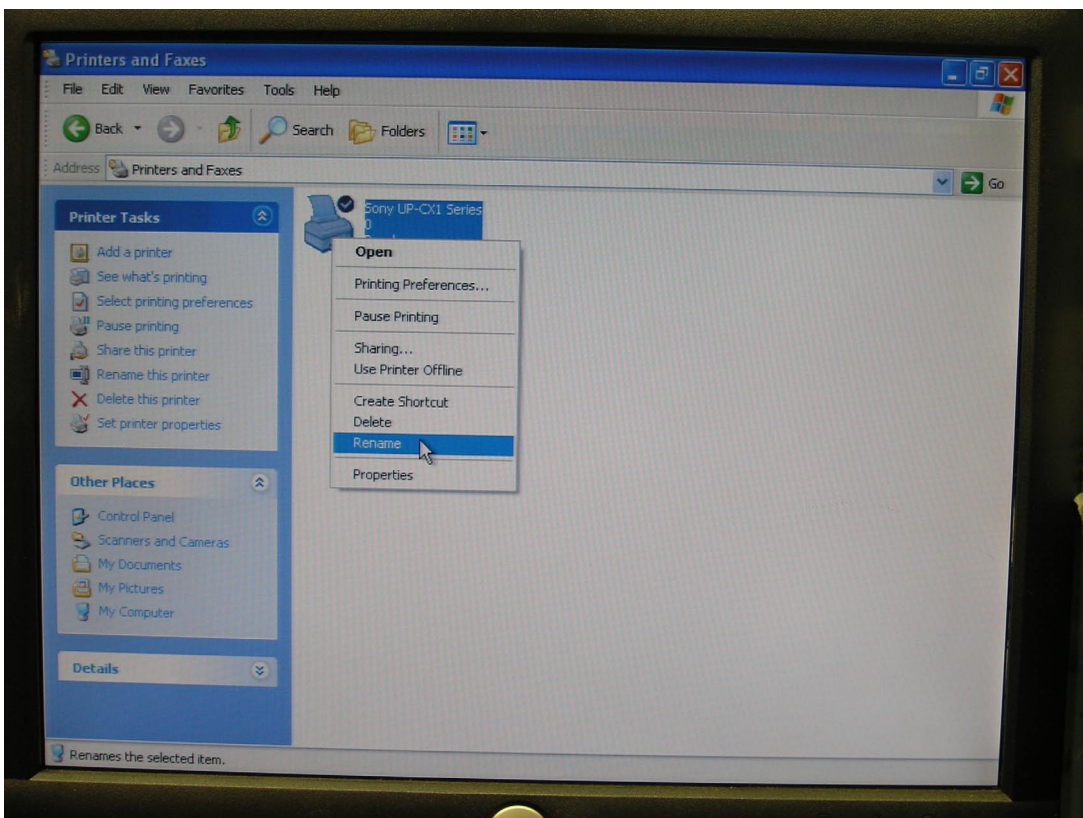 Printers and Faxes
File Edit View Favorites Tools Help
Back Search Folders
Address Printers and Faxes Go
Printer Tasks
Add a printer
See what's printing
Select printing preferences
Pause printing
Share this printer
Rename this printer
Delete this printer
Set printer properties
Other Places
Control Panel
Scanners and Cameras
My Documents
My Pictures
My Computer
Details
Sony UP-CX1 Series
0
Open
Printing Preferences...
Pause Printing
Sharing...
Use Printer Offline
Create Shortcut
Delete
Rename
Properties
Renames the selected item.